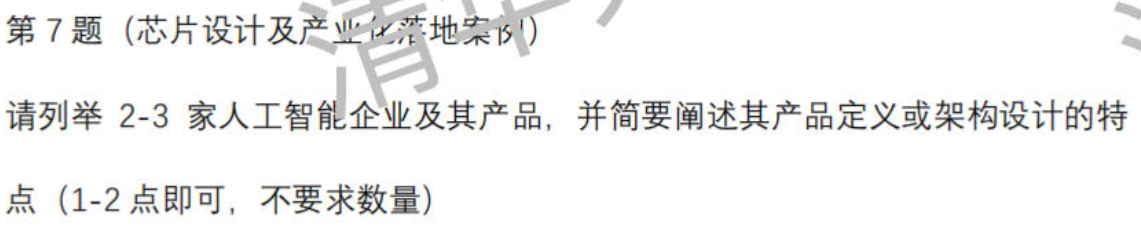 第 7 题（芯片设计及产业化落地案例）
请列举 2-3 家人工智能企业及其产品，并简要阐述其产品定义或架构设计的特
点（1-2 点即可，不要求数量）